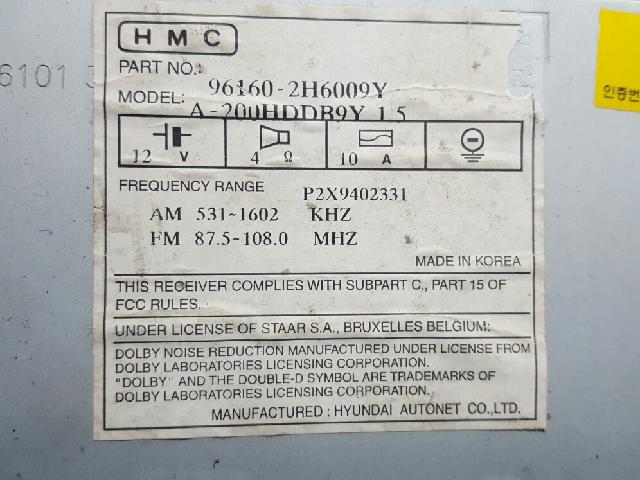 HMC
6101
PART NO.: 96160-2H6009Y
MODEL: A-200HDDB9Y 1.5
인증번
12 V
4 Ω
10 A
FREQUENCY RANGE P2X9402331
AM 531~1602 KHZ
FM 87.5~108.0 MHZ
MADE IN KOREA
THIS RECEIVER COMPLIES WITH SUBPART C., PART 15 OF
FCC RULES.
UNDER LICENSE OF STAAR S.A., BRUXELLES BELGIUM:
DOLBY NOISE REDUCTION MANUFACTURED UNDER LICENSE FROM
DOLBY LABORATORIES LICENSING CORPORATION.
"DOLBY" AND THE DOUBLE-D SYMBOL ARE TRADEMARKS OF
DOLBY LABORATORIES LICENSING CORPORATION.
MANUFACTURED : HYUNDAI AUTONET CO.,LTD.